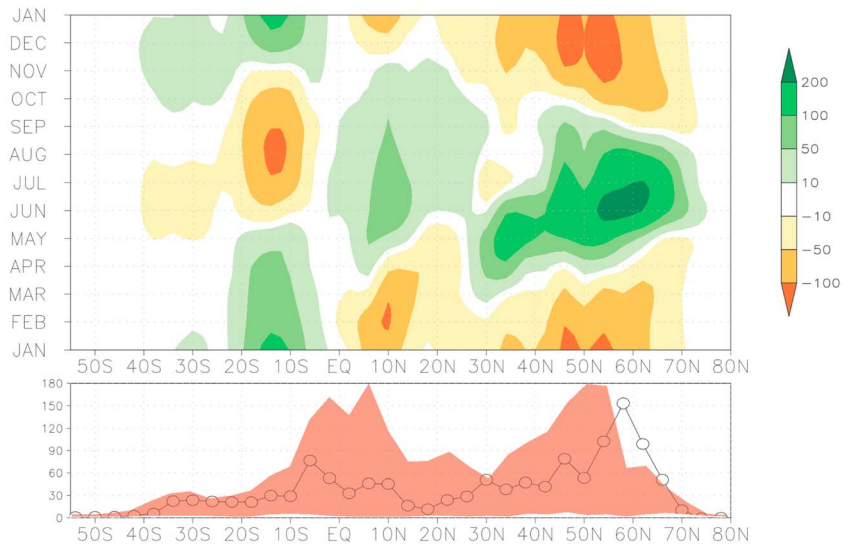 JAN
DEC
NOV
OCT
SEP
AUG
JUL
JUN
MAY
APR
MAR
FEB
JAN
50S 40S 30S 20S 10S EQ 10N 20N 30N 40N 50N 60N 70N 80N
200
100
50
10
-10
-50
-100
180
150
120
90
60
30
0
50S 40S 30S 20S 10S EQ 10N 20N 30N 40N 50N 60N 70N 80N